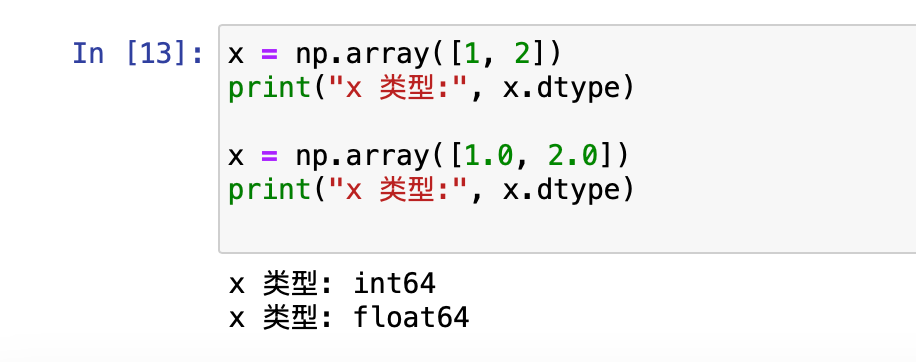 In [13]: x = np.array([1, 2])
print("x 类型:", x.dtype)
x = np.array([1.0, 2.0])
print("x 类型:", x.dtype)
x 类型: int64
x 类型: float64